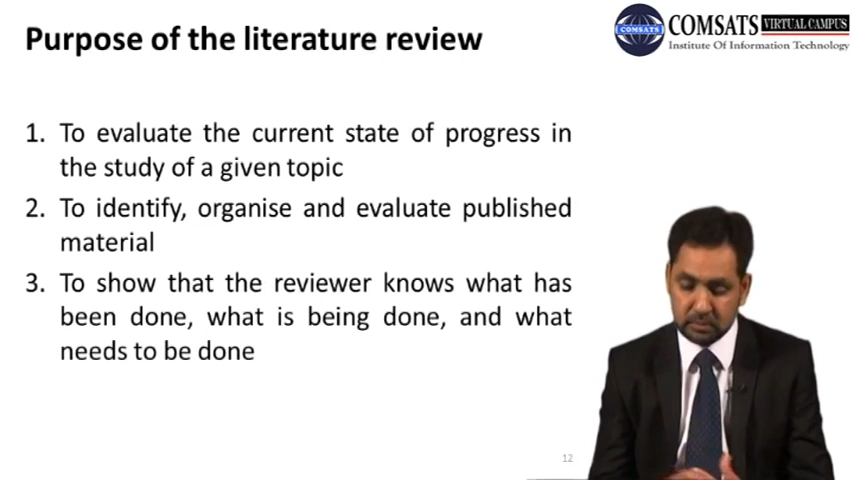 Purpose of the literature review
COMSATS
COMSATS VIRTUAL CAMPUS
Institute Of Information Technology
1. To evaluate the current state of progress in
the study of a given topic
2. To identify, organise and evaluate published
material
3. To show that the reviewer knows what has
been done, what is being done, and what
needs to be done
12